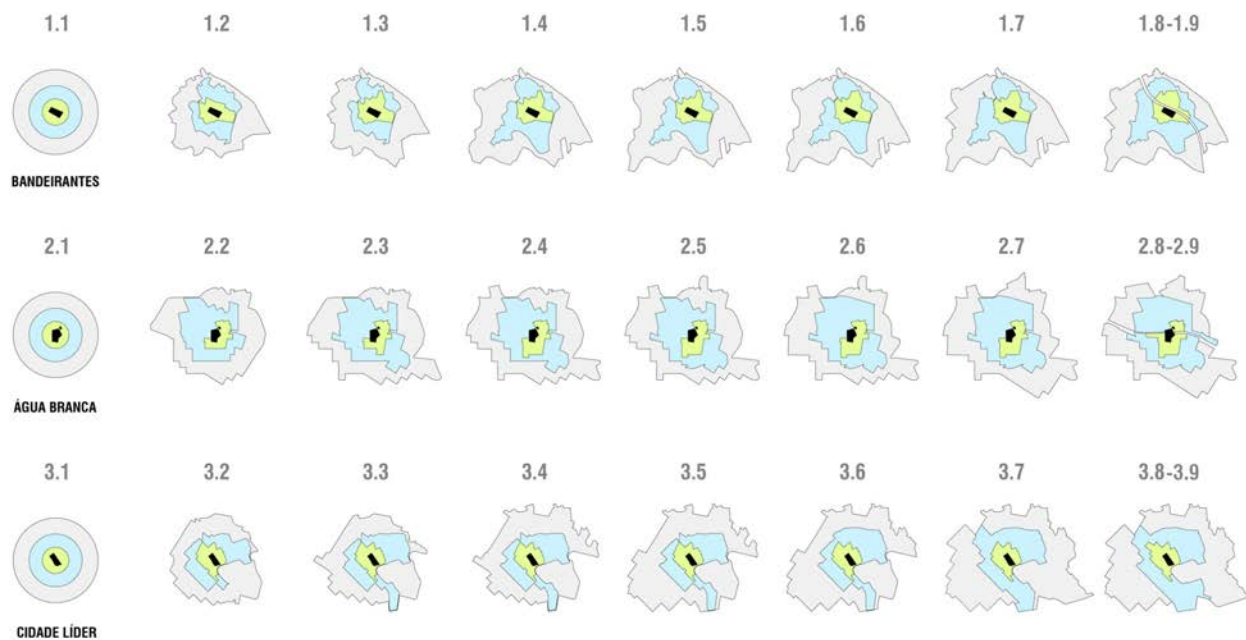 1.1 1.2 1.3 1.4 1.5 1.6 1.7 1.8-1.9
BANDEIRANTES
2.1 2.2 2.3 2.4 2.5 2.6 2.7 2.8-2.9
ÁGUA BRANCA
3.1 3.2 3.3 3.4 3.5 3.6 3.7 3.8-3.9
CIDADE LÍDER